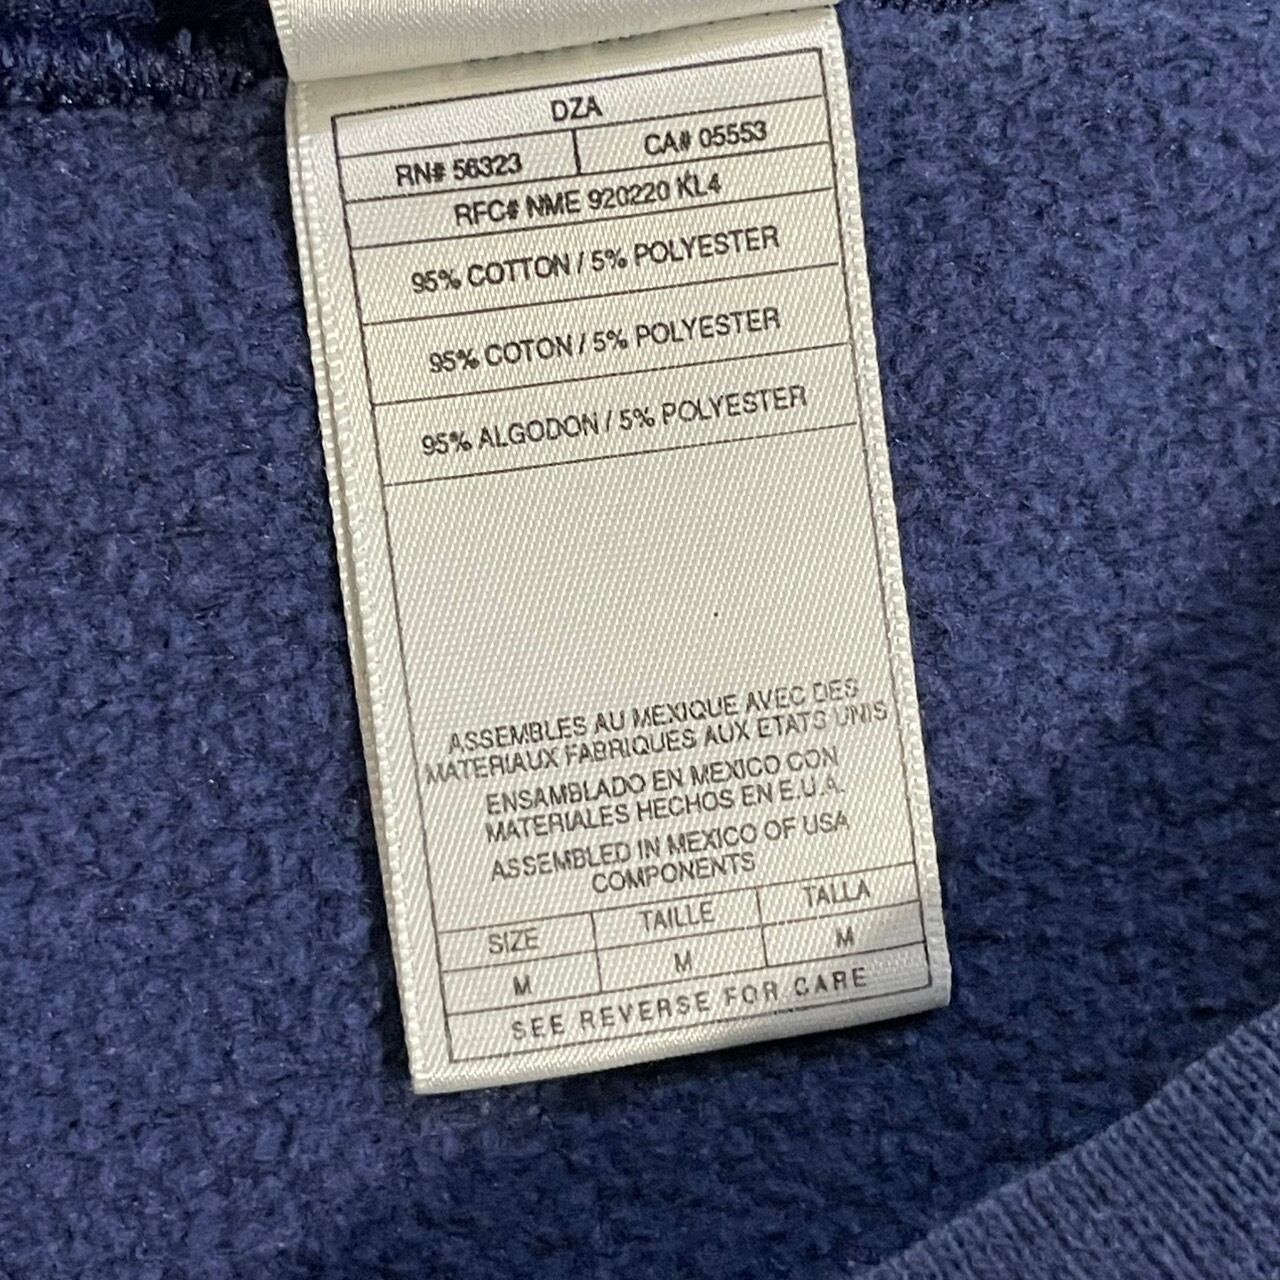 DZA
RN# 56323 CA# 05553
RFC# NME 920220 KL4
95% COTTON / 5% POLYESTER
95% COTON / 5% POLYESTER
95% ALGODON / 5% POLYESTER
ASSEMBLES AU MEXIQUE AVEC DES
MATERIAUX FABRIQUES AUX ETATS UNIS
ENSAMBLADO EN MEXICO CON
MATERIALES HECHOS EN E.U.A.
ASSEMBLED IN MEXICO OF USA
COMPONENTS
SIZE TAILLE TALLA
M M M
SEE REVERSE FOR CARE